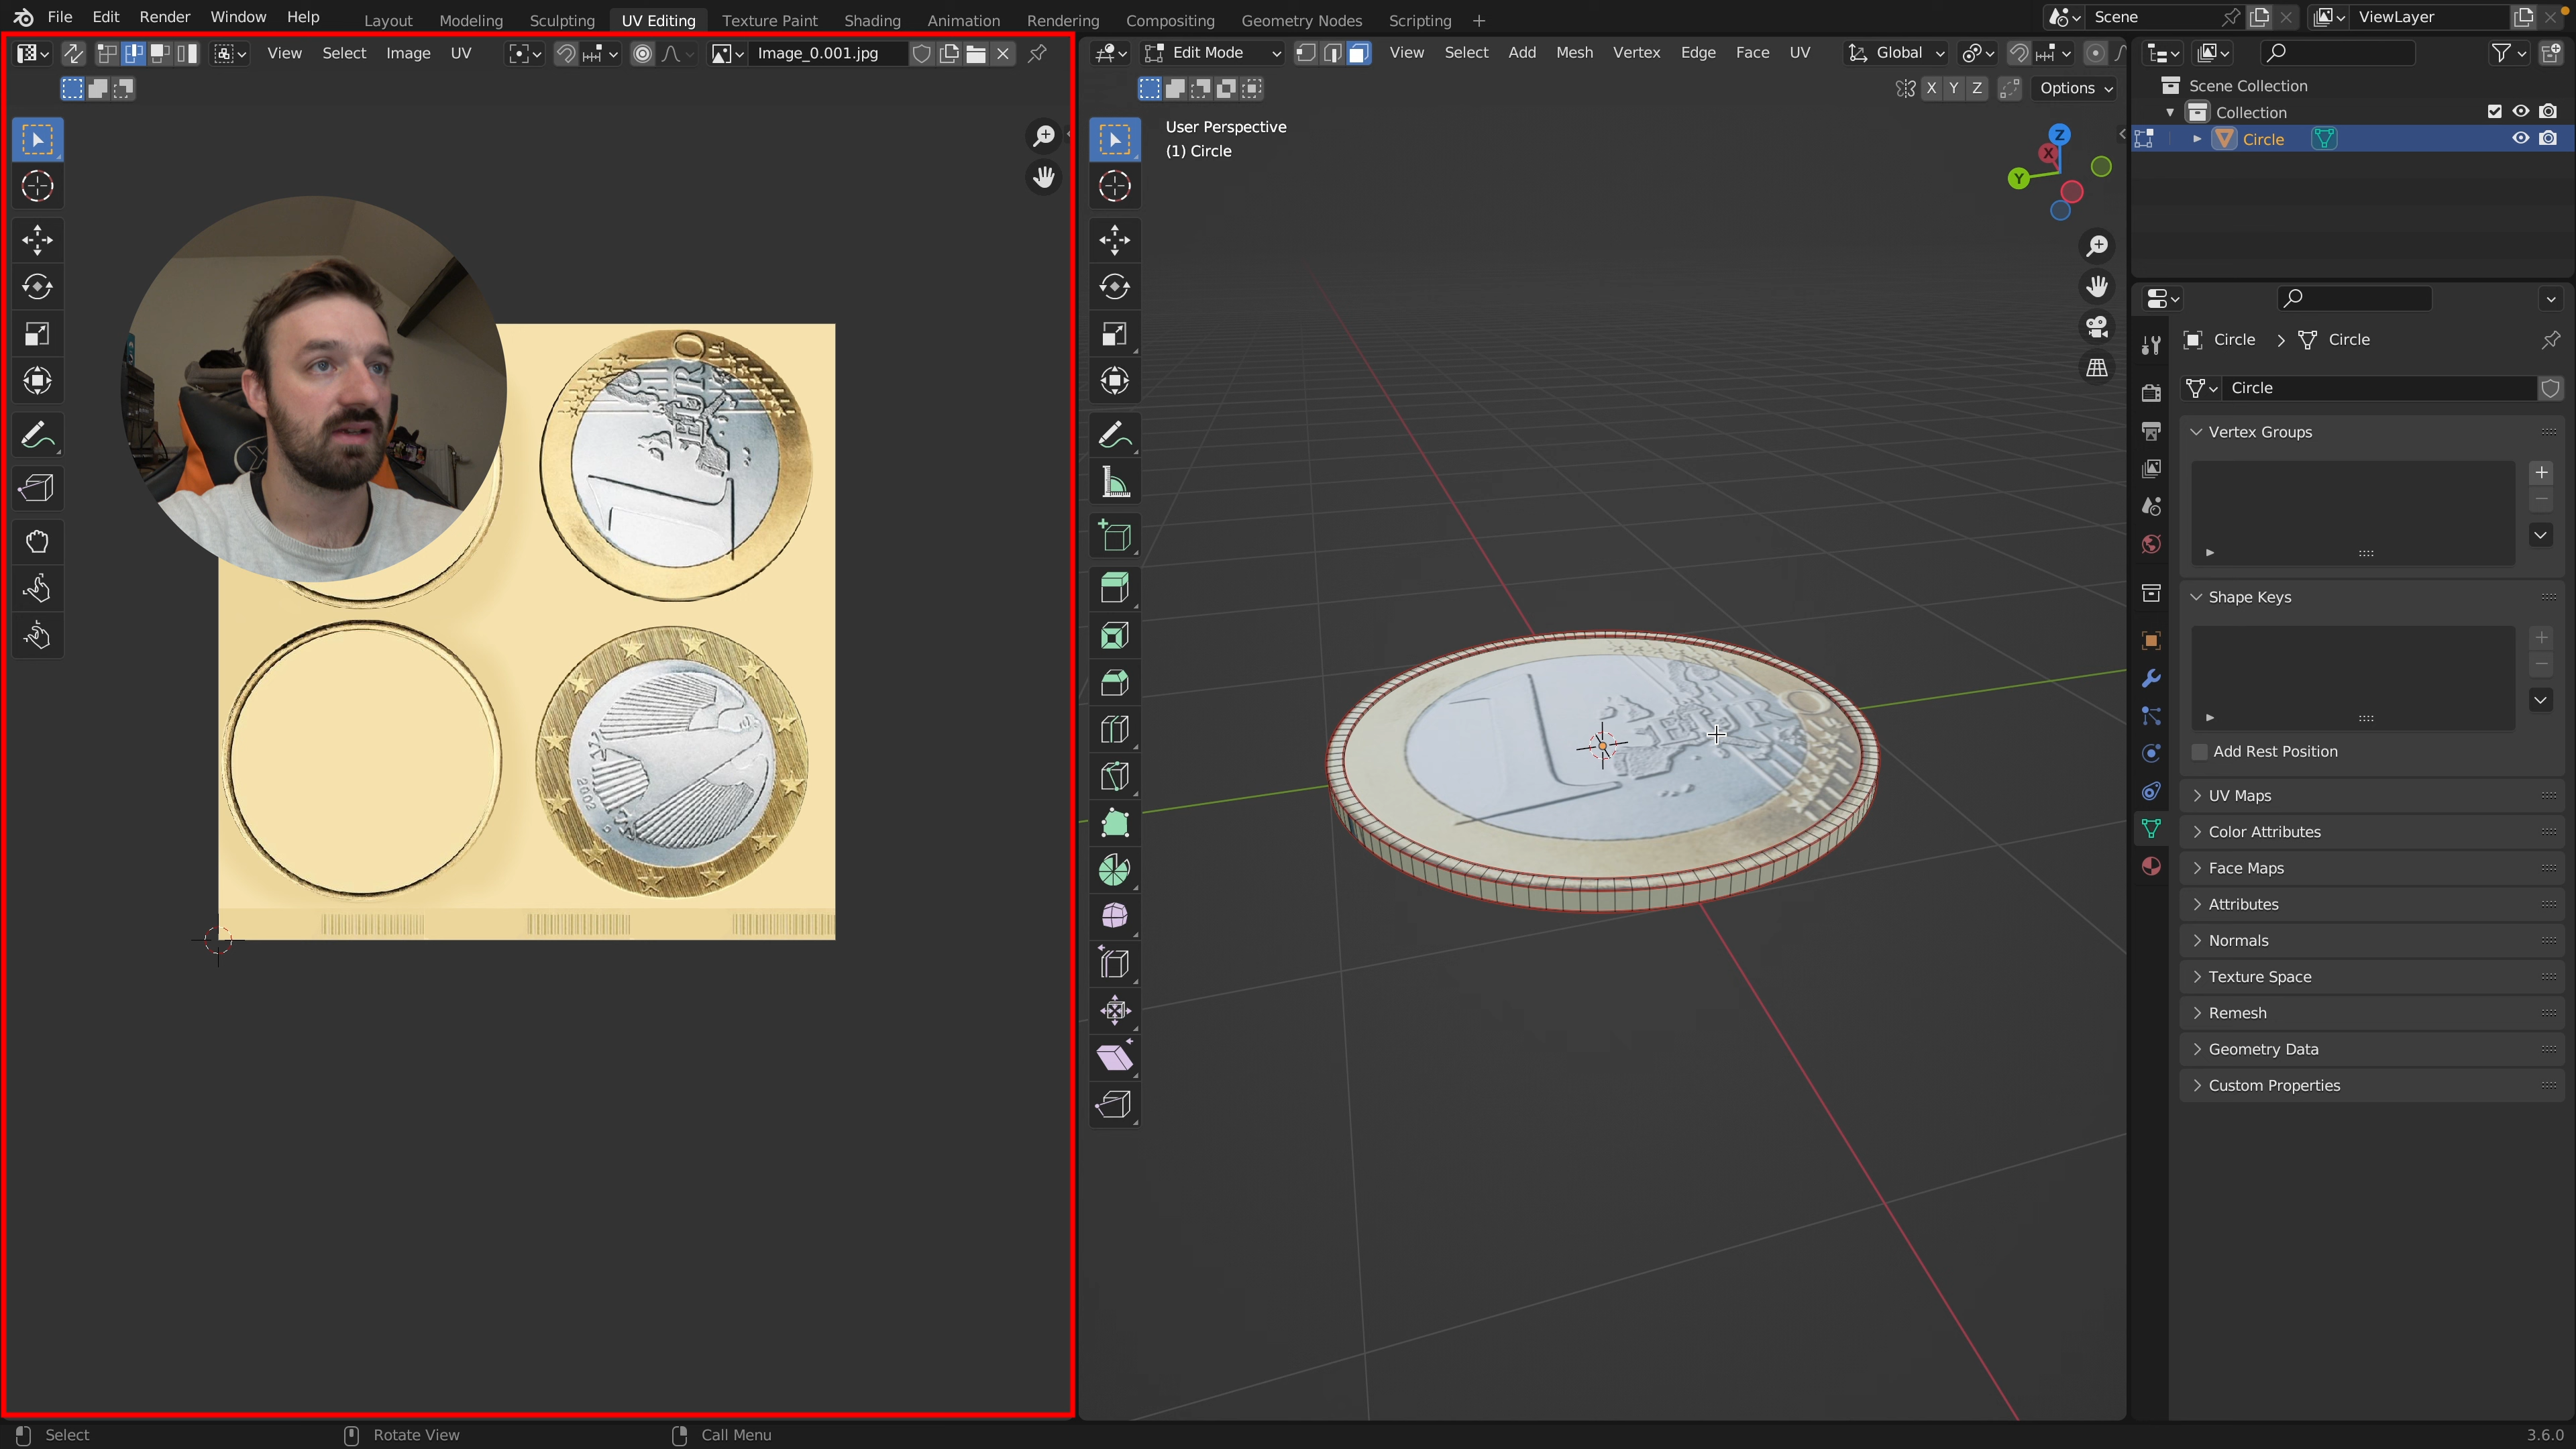 File Edit Render Window Help Layout Modeling Sculpting UV Editing Texture Paint Shading Animation Rendering Compositing Geometry Nodes Scripting + Scene ViewLayer
View Select Image UV Image_0.001.jpg
Edit Mode View Select Add Mesh Vertex Edge Face UV Global
X Y Z Options
User Perspective
(1) Circle
Z
X
Y
EURO
2002
Scene Collection
Collection
Circle
Circle > Circle
Circle
Vertex Groups
Shape Keys
Add Rest Position
UV Maps
Color Attributes
Face Maps
Attributes
Normals
Texture Space
Remesh
Geometry Data
Custom Properties
Select Rotate View Call Menu 3.6.0